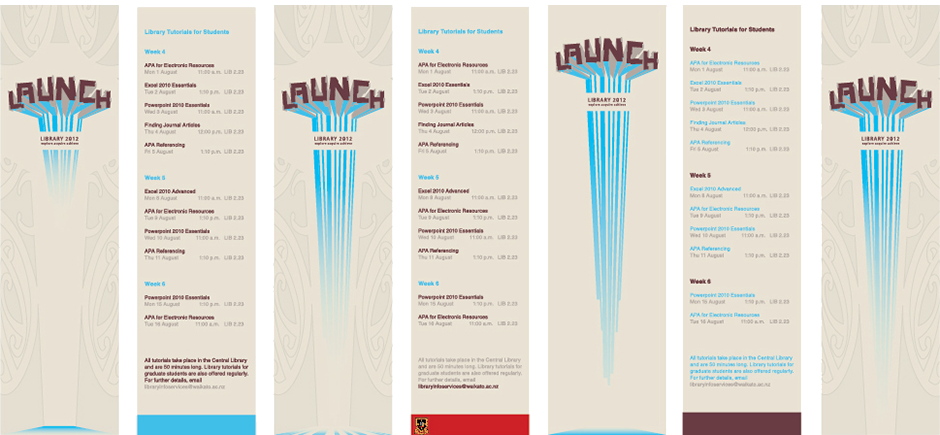 LAUNCH
LIBRARY 2012
Library Tutorials for Students
Week 4
APA for Electronic Resources
Mon 1 August 11:00 a.m. LIB 2.23
Excel 2010 Essentials
Tue 2 August 1:10 p.m. LIB 2.23
Powerpoint 2010 Essentials
Wed 3 August 11:00 a.m. LIB 2.23
Finding Journal Articles
Thu 4 August 12:00 p.m. LIB 2.23
APA Referencing
Fri 5 August 1:10 p.m. LIB 2.23
Week 5
Excel 2010 Advanced
Mon 8 August 11:00 a.m. LIB 2.23
APA for Electronic Resources
Tue 9 August 1:10 p.m. LIB 2.23
Powerpoint 2010 Essentials
Wed 10 August 11:00 a.m. LIB 2.23
APA Referencing
Thu 11 August 1:10 p.m. LIB 2.23
Week 6
Powerpoint 2010 Essentials
Mon 15 August 1:10 p.m. LIB 2.23
APA for Electronic Resources
Tue 16 August 11:00 a.m. LIB 2.23
All tutorials take place in the Central Library
and are 50 minutes long. Library tutorials for
graduate students are also offered regularly.
For further details, email
libraryinfoservices@waikato.ac.nz
LAUNCH
LIBRARY 2012
Library Tutorials for Students
Week 4
APA for Electronic Resources
Mon 1 August 11:00 a.m. LIB 2.23
Excel 2010 Essentials
Tue 2 August 1:10 p.m. LIB 2.23
Powerpoint 2010 Essentials
Wed 3 August 11:00 a.m. LIB 2.23
Finding Journal Articles
Thu 4 August 12:00 p.m. LIB 2.23
APA Referencing
Fri 5 August 1:10 p.m. LIB 2.23
Week 5
Excel 2010 Advanced
Mon 8 August 11:00 a.m. LIB 2.23
APA for Electronic Resources
Tue 9 August 1:10 p.m. LIB 2.23
Powerpoint 2010 Essentials
Wed 10 August 11:00 a.m. LIB 2.23
APA Referencing
Thu 11 August 1:10 p.m. LIB 2.23
Week 6
Powerpoint 2010 Essentials
Mon 15 August 1:10 p.m. LIB 2.23
APA for Electronic Resources
Tue 16 August 11:00 a.m. LIB 2.23
All tutorials take place in the Central Library
and are 50 minutes long. Library tutorials for
graduate students are also offered regularly.
For further details, email
libraryinfoservices@waikato.ac.nz
LAUNCH
LIBRARY 2012
Library Tutorials for Students
Week 4
APA for Electronic Resources
Mon 1 August 11:00 a.m. LIB 2.23
Excel 2010 Essentials
Tue 2 August 1:10 p.m. LIB 2.23
Powerpoint 2010 Essentials
Wed 3 August 11:00 a.m. LIB 2.23
Finding Journal Articles
Thu 4 August 12:00 p.m. LIB 2.23
APA Referencing
Fri 5 August 1:10 p.m. LIB 2.23
Week 5
Excel 2010 Advanced
Mon 8 August 11:00 a.m. LIB 2.23
APA for Electronic Resources
Tue 9 August 1:10 p.m. LIB 2.23
Powerpoint 2010 Essentials
Wed 10 August 11:00 a.m. LIB 2.23
APA Referencing
Thu 11 August 1:10 p.m. LIB 2.23
Week 6
Powerpoint 2010 Essentials
Mon 15 August 1:10 p.m. LIB 2.23
APA for Electronic Resources
Tue 16 August 11:00 a.m. LIB 2.23
All tutorials take place in the Central Library
and are 50 minutes long. Library tutorials for
graduate students are also offered regularly.
For further details, email
libraryinfoservices@waikato.ac.nz
LAUNCH
LIBRARY 2012